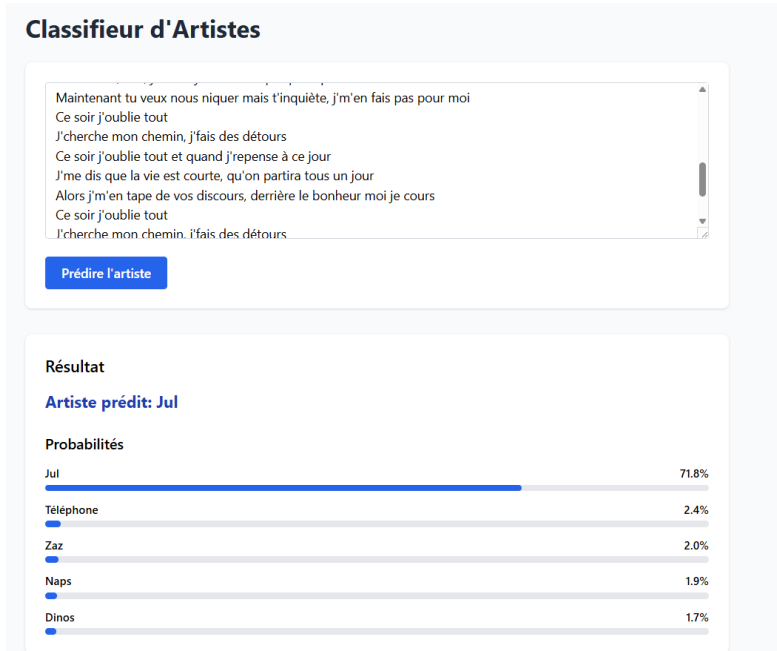 Classifieur d'Artistes
Maintenant tu veux nous niquer mais t'inquiète, j'm'en fais pas pour moi
Ce soir j'oublie tout
J'cherche mon chemin, j'fais des détours
Ce soir j'oublie tout et quand j'repense à ce jour
J'me dis que la vie est courte, qu'on partira tous un jour
Alors j'm'en tape de vos discours, derrière le bonheur moi je cours
Ce soir j'oublie tout
J'cherche mon chemin, j'fais des détours
Prédire l'artiste
Résultat
Artiste prédit: Jul
Probabilités
Jul 71.8%
Téléphone 2.4%
Zaz 2.0%
Naps 1.9%
Dinos 1.7%